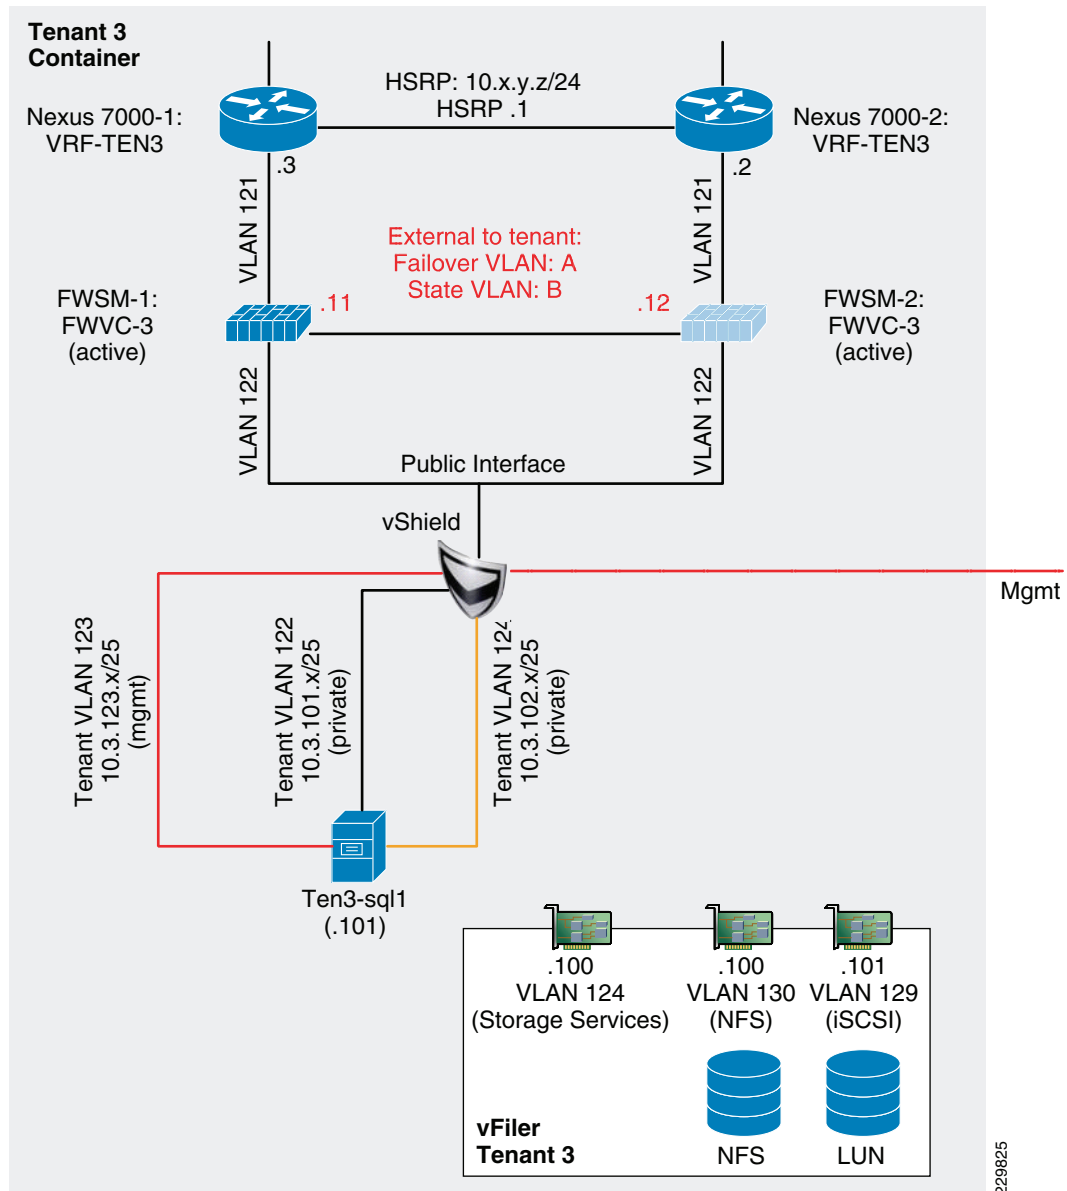 Tenant 3
Container
HSRP: 10.x.y.z/24
HSRP .1
Nexus 7000-1:
VRF-TEN3
Nexus 7000-2:
VRF-TEN3
.3
.2
VLAN 121
VLAN 121
External to tenant:
Failover VLAN: A
State VLAN: B
FWSM-1:
FWVC-3
(active)
.11
.12
FWSM-2:
FWVC-3
(active)
VLAN 122
VLAN 122
Public Interface
vShield
Mgmt
Tenant VLAN 123
10.3.123.x/25
(mgmt)
Tenant VLAN 122
10.3.101.x/25
(private)
Tenant VLAN 124
10.3.102.x/25
(private)
Ten3-sql1
(.101)
.100
VLAN 124
(Storage Services)
.100
VLAN 130
(NFS)
.101
VLAN 129
(iSCSI)
vFiler
Tenant 3
NFS
LUN
229825